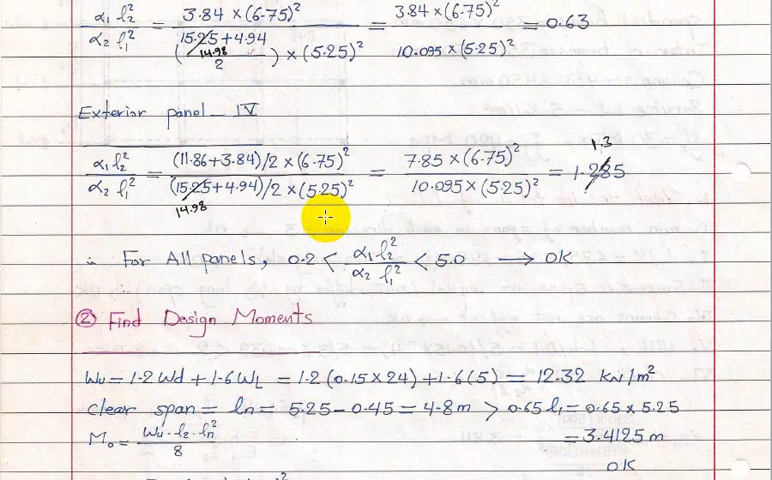 α₁ l₂² / α₂ l₁² = 3.84 × (6.75)² / ((15.25 14.98 + 4.94 / 2) × (5.25)²) = 3.84 × (6.75)² / 10.095 × (5.25)² = 0.63
Exterior panel - IV
α₁ l₂² / α₂ l₁² = (11.86+3.84)/2 × (6.75)² / (15.25 14.98 + 4.94)/2 × (5.25)² = 7.85 × (6.75)² / 10.095 × (5.25)² = 1.285 1.3
∴ For All panels, 0.2 < α₁ l₂² / α₂ l₁² < 5.0 → OK
② Find Design Moments
Wu = 1.2 Wd + 1.6 WL = 1.2 (0.15 × 24) + 1.6 (5) = 12.32 kN/m²
Clear span = ln = 5.25 - 0.45 = 4.8 m > 0.65 l₁ = 0.65 × 5.25
M₀ = Wu · l₂ · ln² / 8 = 3.4125 m
OK